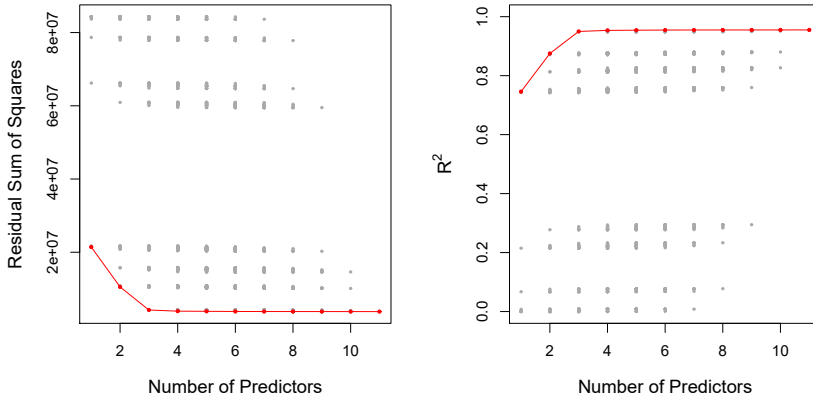 Residual Sum of Squares
8e+07
6e+07
4e+07
2e+07
2 4 6 8 10
Number of Predictors
R²
1.0
0.8
0.6
0.4
0.2
0.0
2 4 6 8 10
Number of Predictors